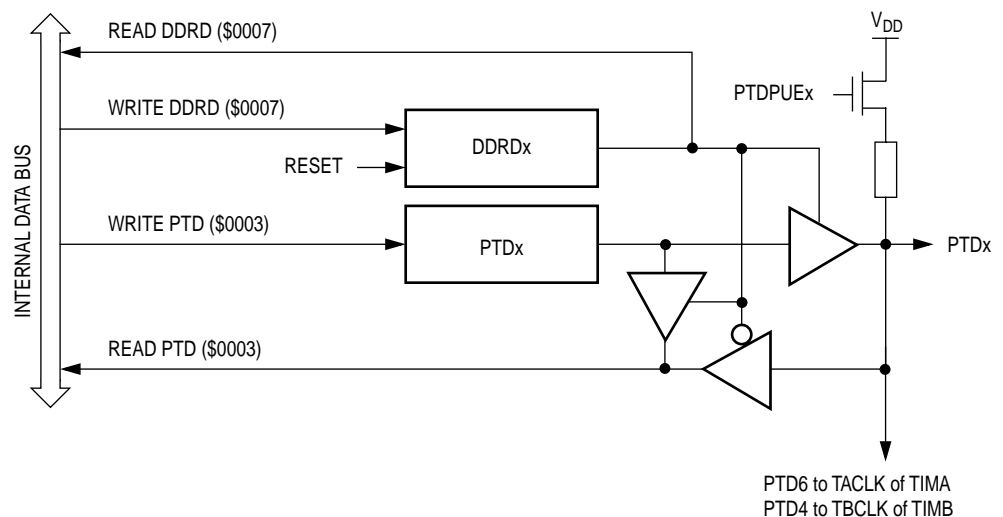 READ DDRD ($0007)
V_DD
WRITE DDRD ($0007)
PTDPUEx
DDRDx
RESET
INTERNAL DATA BUS
WRITE PTD ($0003)
PTDx
PTDx
READ PTD ($0003)
PTD6 to TACLK of TIMA
PTD4 to TBCLK of TIMB